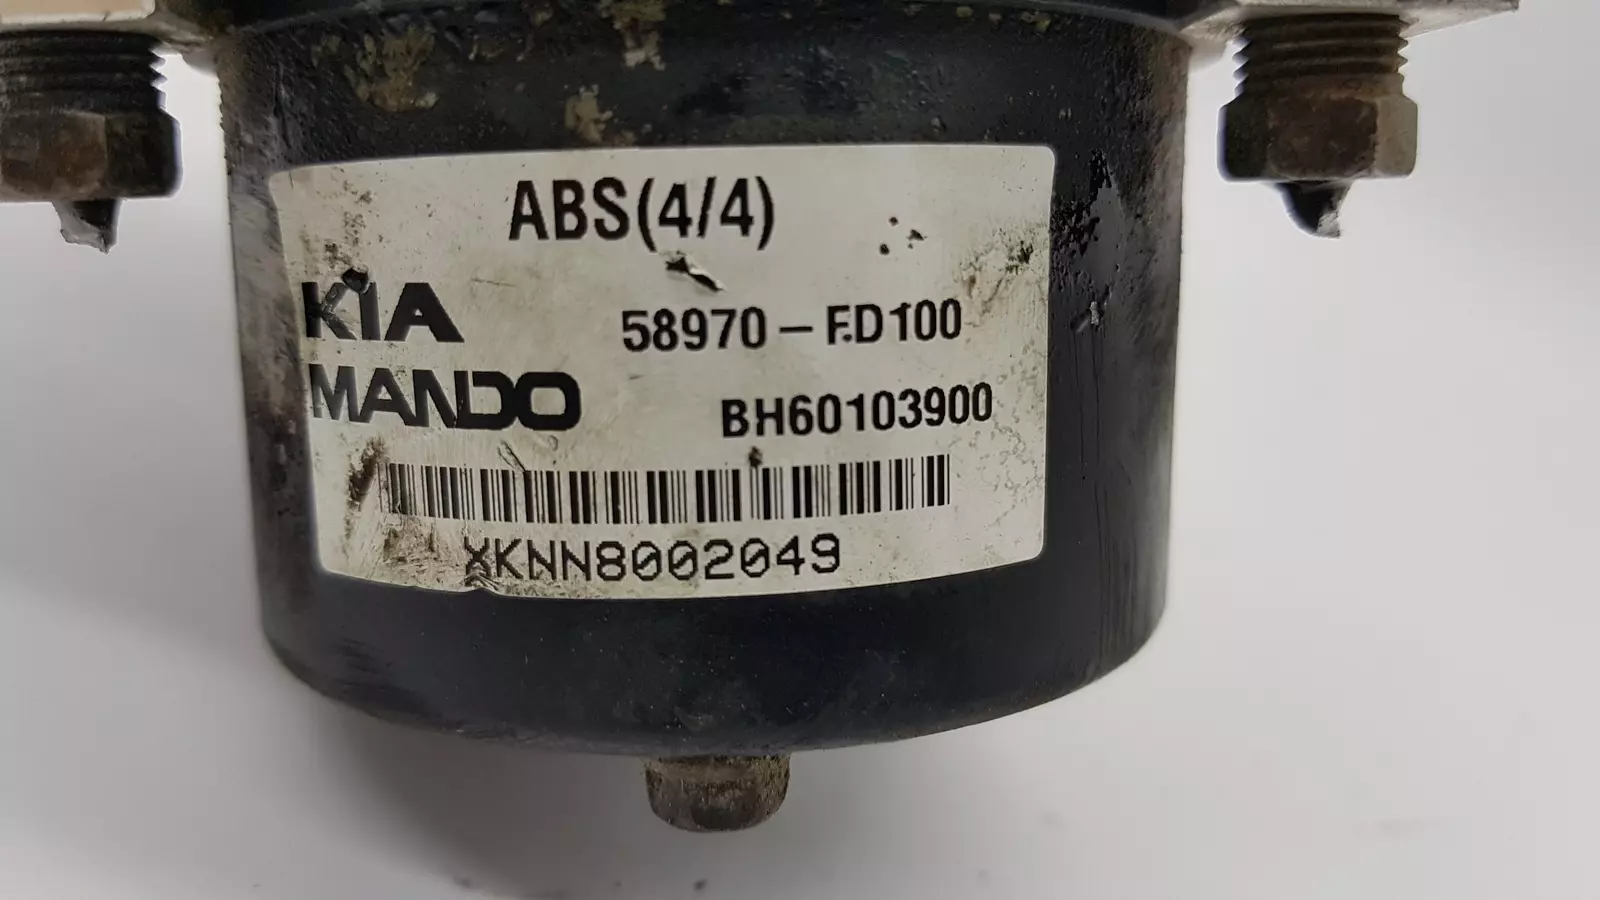 ABS(4/4)
KIA 58970-FD100
MANDO BH60103900
XKNN8002049